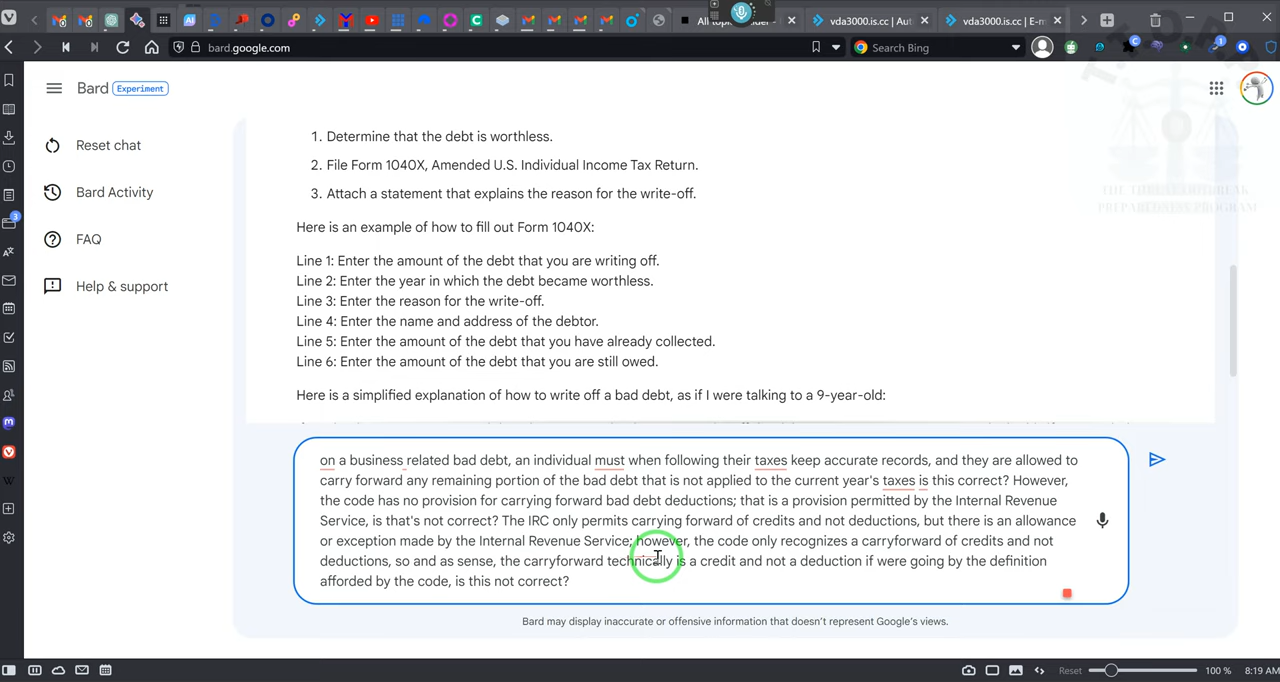 All to
vda3000.is.cc | Aut
vda3000.is.cc | E-m
bard.google.com
Search Bing
Bard Experiment
Reset chat
Bard Activity
FAQ
Help & support
3
1. Determine that the debt is worthless.
2. File Form 1040X, Amended U.S. Individual Income Tax Return.
3. Attach a statement that explains the reason for the write-off.
Here is an example of how to fill out Form 1040X:
Line 1: Enter the amount of the debt that you are writing off.
Line 2: Enter the year in which the debt became worthless.
Line 3: Enter the reason for the write-off.
Line 4: Enter the name and address of the debtor.
Line 5: Enter the amount of the debt that you have already collected.
Line 6: Enter the amount of the debt that you are still owed.
Here is a simplified explanation of how to write off a bad debt, as if I were talking to a 9-year-old:
on a business related bad debt, an individual must when following their taxes keep accurate records, and they are allowed to
carry forward any remaining portion of the bad debt that is not applied to the current year's taxes is this correct? However,
the code has no provision for carrying forward bad debt deductions; that is a provision permitted by the Internal Revenue
Service, is that's not correct? The IRC only permits carrying forward of credits and not deductions, but there is an allowance
or exception made by the Internal Revenue Service; however, the code only recognizes a carryforward of credits and not
deductions, so and as sense, the carryforward technically is a credit and not a deduction if were going by the definition
afforded by the code, is this not correct?
Bard may display inaccurate or offensive information that doesn't represent Google's views.
Reset
100 %
8:19 AM